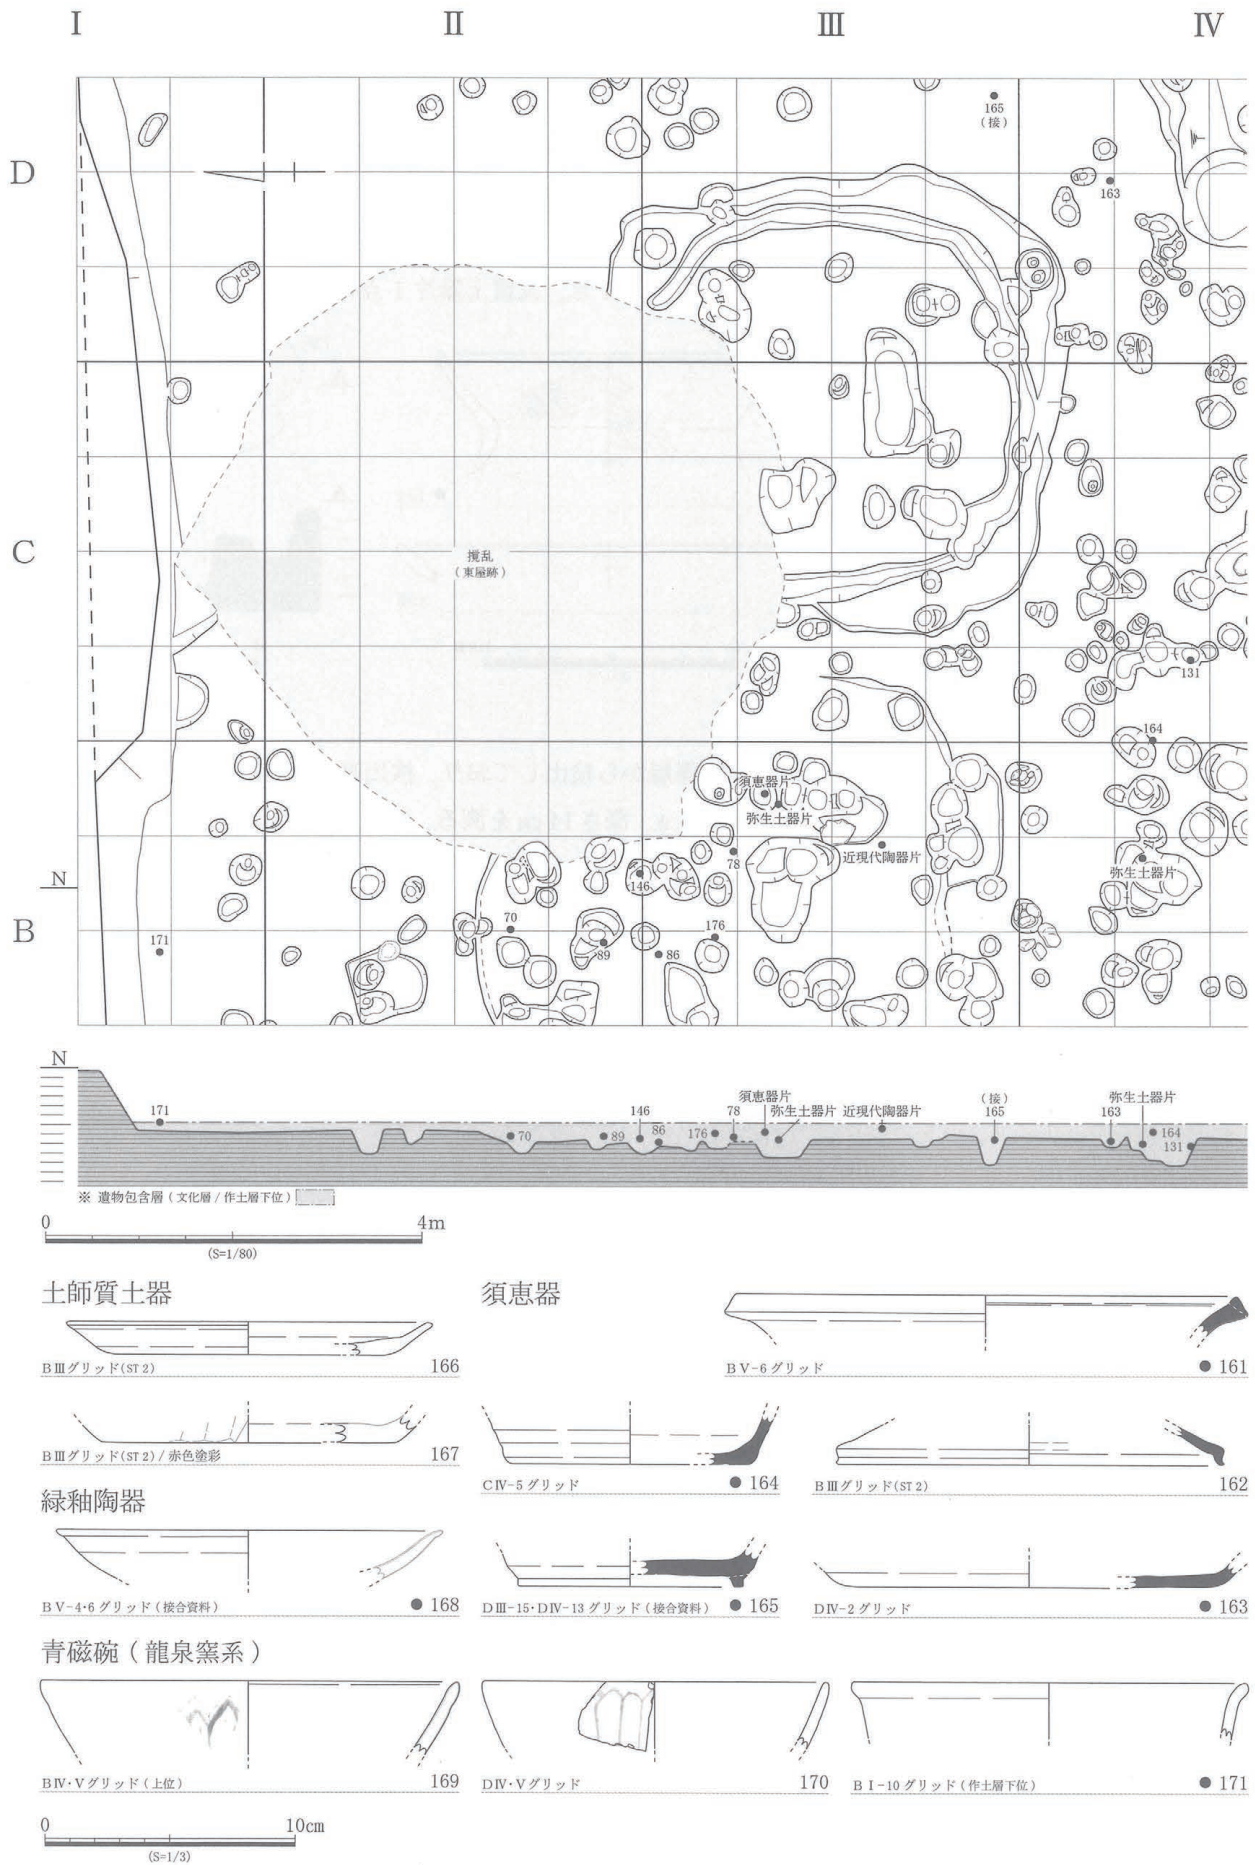 I II III IV
165
(接)
D
163
C
攪乱
(東屋跡)
131
164
須恵器片
弥生土器片
近現代陶器片
78
弥生土器片
146
N
B
70
176
171
89
86
N
須恵器片
(接)
弥生土器片
171
146
78
弥生土器片
近現代陶器片
165
163
70
89
86
176
164
131
※ 遺物包含層(文化層/作土層下位)
0 4m
(S=1/80)
土師質土器
須恵器
BⅢグリッド(ST2) 166
BⅤ-6グリッド ● 161
BⅢグリッド(ST2)/赤色塗彩 167
CⅣ-5グリッド ● 164
BⅢグリッド(ST2) 162
緑釉陶器
BⅤ-4・6グリッド(接合資料) ● 168
DⅢ-15・DⅣ-13グリッド(接合資料) ● 165
DⅣ-2グリッド ● 163
青磁碗(龍泉窯系)
BⅣ・Ⅴグリッド(上位) 169
DⅣ・Ⅴグリッド 170
BⅠ-10グリッド(作土層下位) ● 171
0 10cm
(S=1/3)